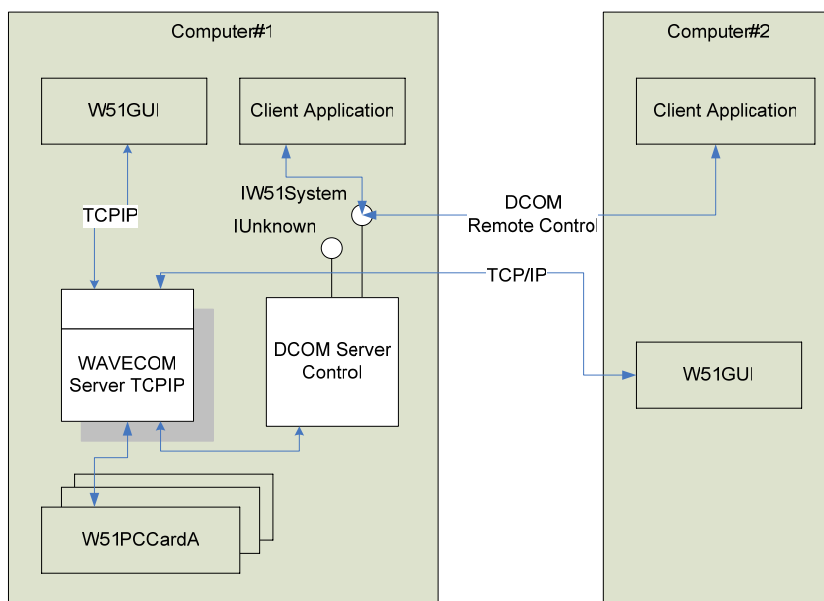 Computer#1
Computer#2
W51GUI
Client Application
Client Application
IW51System
TCPIP
IUnknown
DCOM
Remote Control
TCP/IP
WAVECOM
Server TCPIP
DCOM Server
Control
W51GUI
W51PCCardA